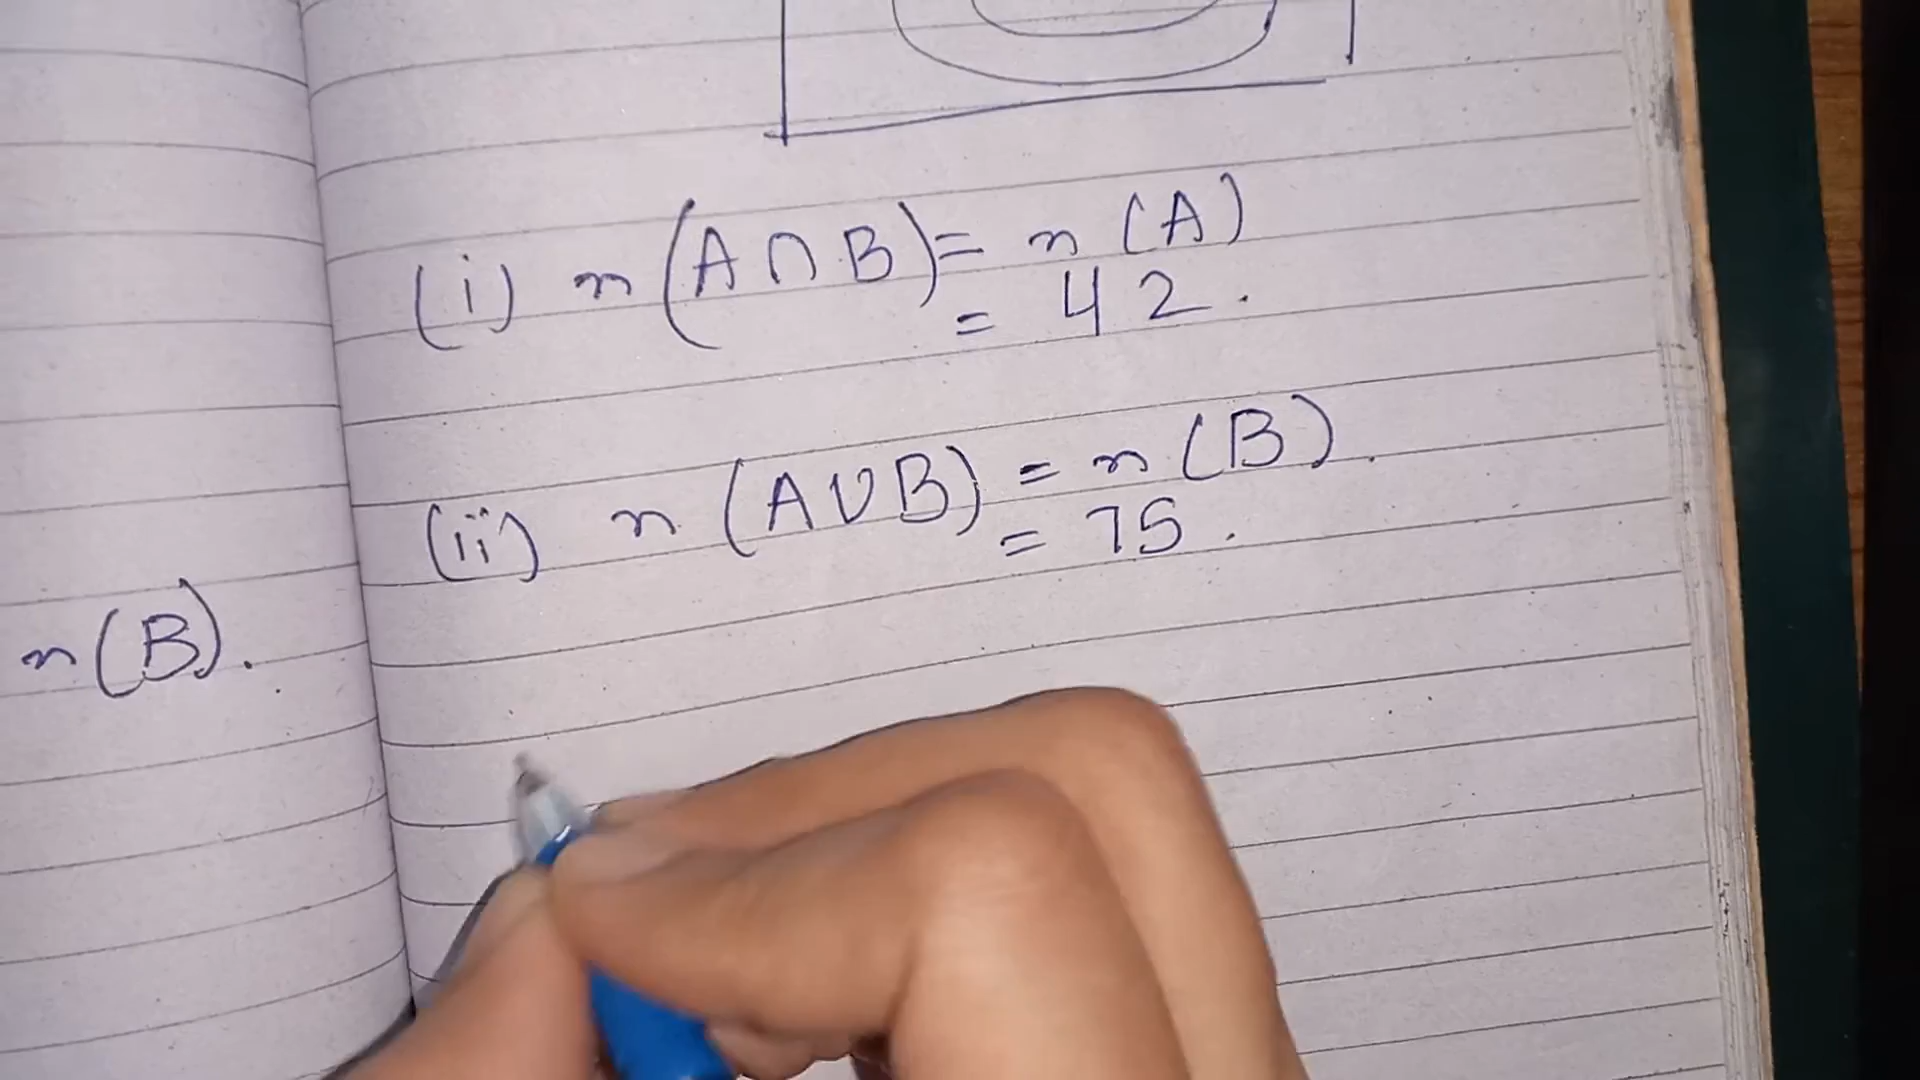 (i) n(A∩B) = n(A)
= 42.
(ii) n(A∪B) = n(B).
= 75.
n(B).